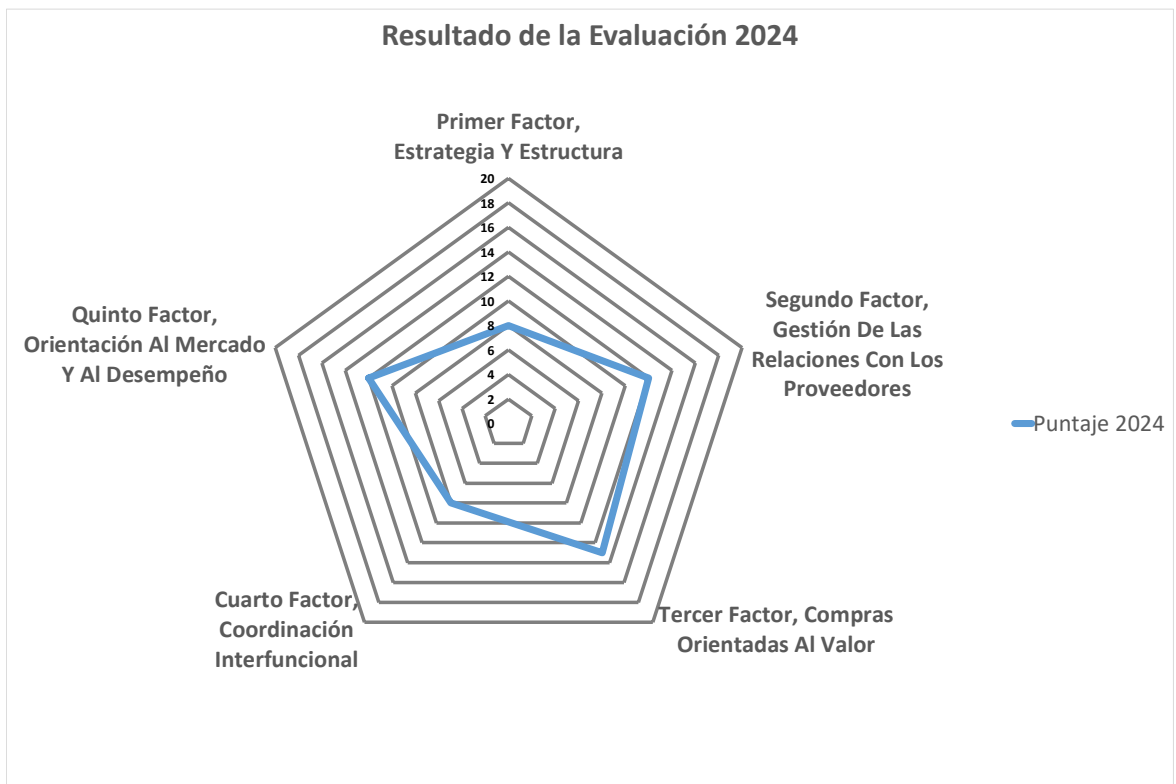 Resultado de la Evaluación 2024
Primer Factor,
Estrategia Y Estructura
20
18
16
14
12
10
8
6
4
2
0
Segundo Factor,
Gestión De Las
Relaciones Con Los
Proveedores
Tercer Factor, Compras
Orientadas Al Valor
Cuarto Factor,
Coordinación
Interfuncional
Quinto Factor,
Orientación Al Mercado
Y Al Desempeño
Puntaje 2024